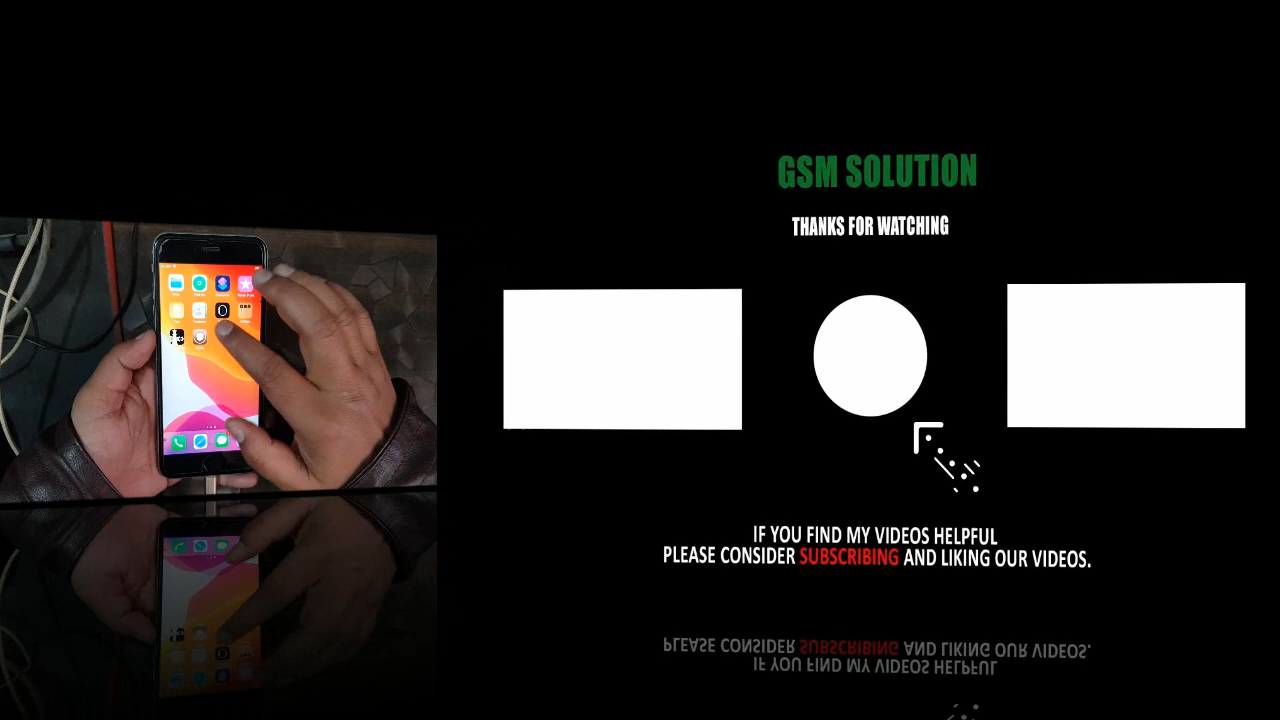 GSM SOLUTION
THANKS FOR WATCHING
IF YOU FIND MY VIDEOS HELPFUL
PLEASE CONSIDER SUBSCRIBING AND LIKING OUR VIDEOS.